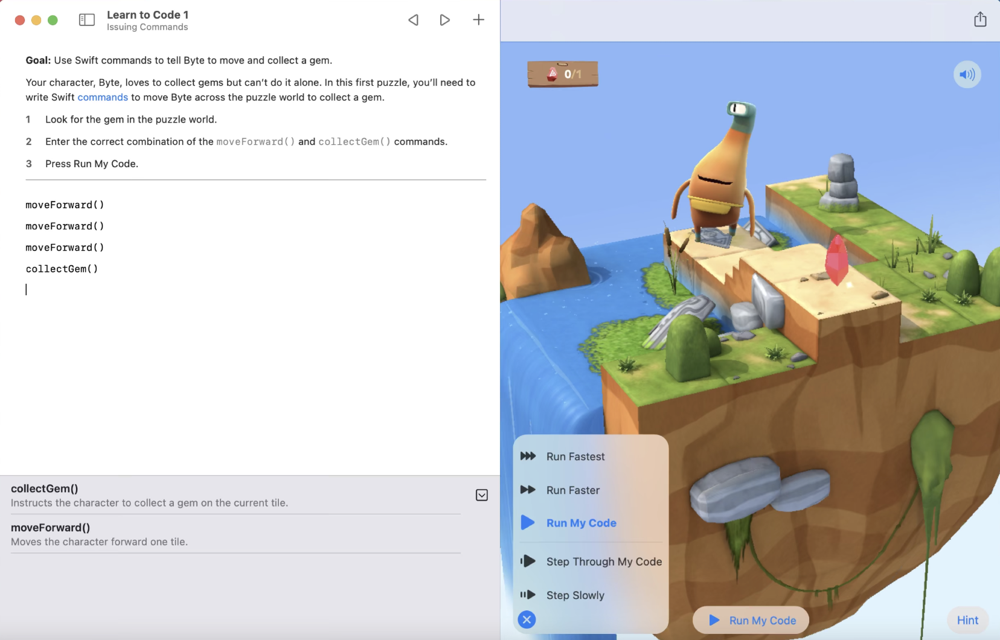 Learn to Code 1
Issuing Commands
Goal: Use Swift commands to tell Byte to move and collect a gem.
Your character, Byte, loves to collect gems but can’t do it alone. In this first puzzle, you’ll need to
write Swift commands to move Byte across the puzzle world to collect a gem.
1 Look for the gem in the puzzle world.
2 Enter the correct combination of the moveForward() and collectGem() commands.
3 Press Run My Code.
moveForward()
moveForward()
moveForward()
collectGem()
collectGem()
Instructs the character to collect a gem on the current tile.
moveForward()
Moves the character forward one tile.
0/1
Run Fastest
Run Faster
Run My Code
Step Through My Code
Step Slowly
Run My Code
Hint